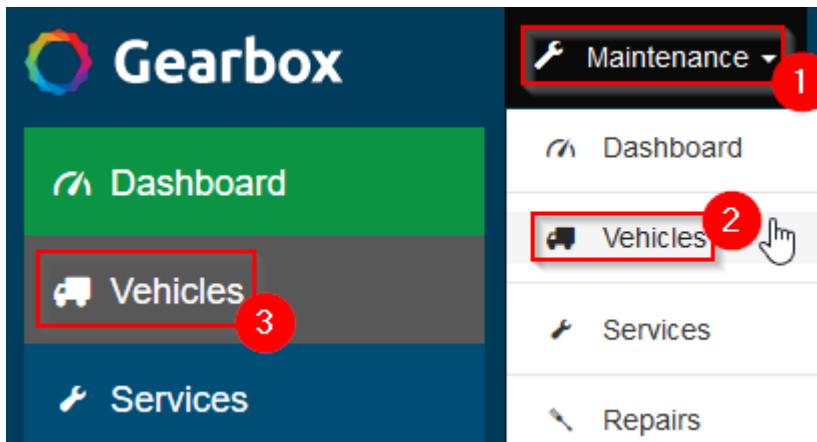 Gearbox
Dashboard
Vehicles
3
Services
Maintenance
1
Dashboard
Vehicles
2
Services
Repairs